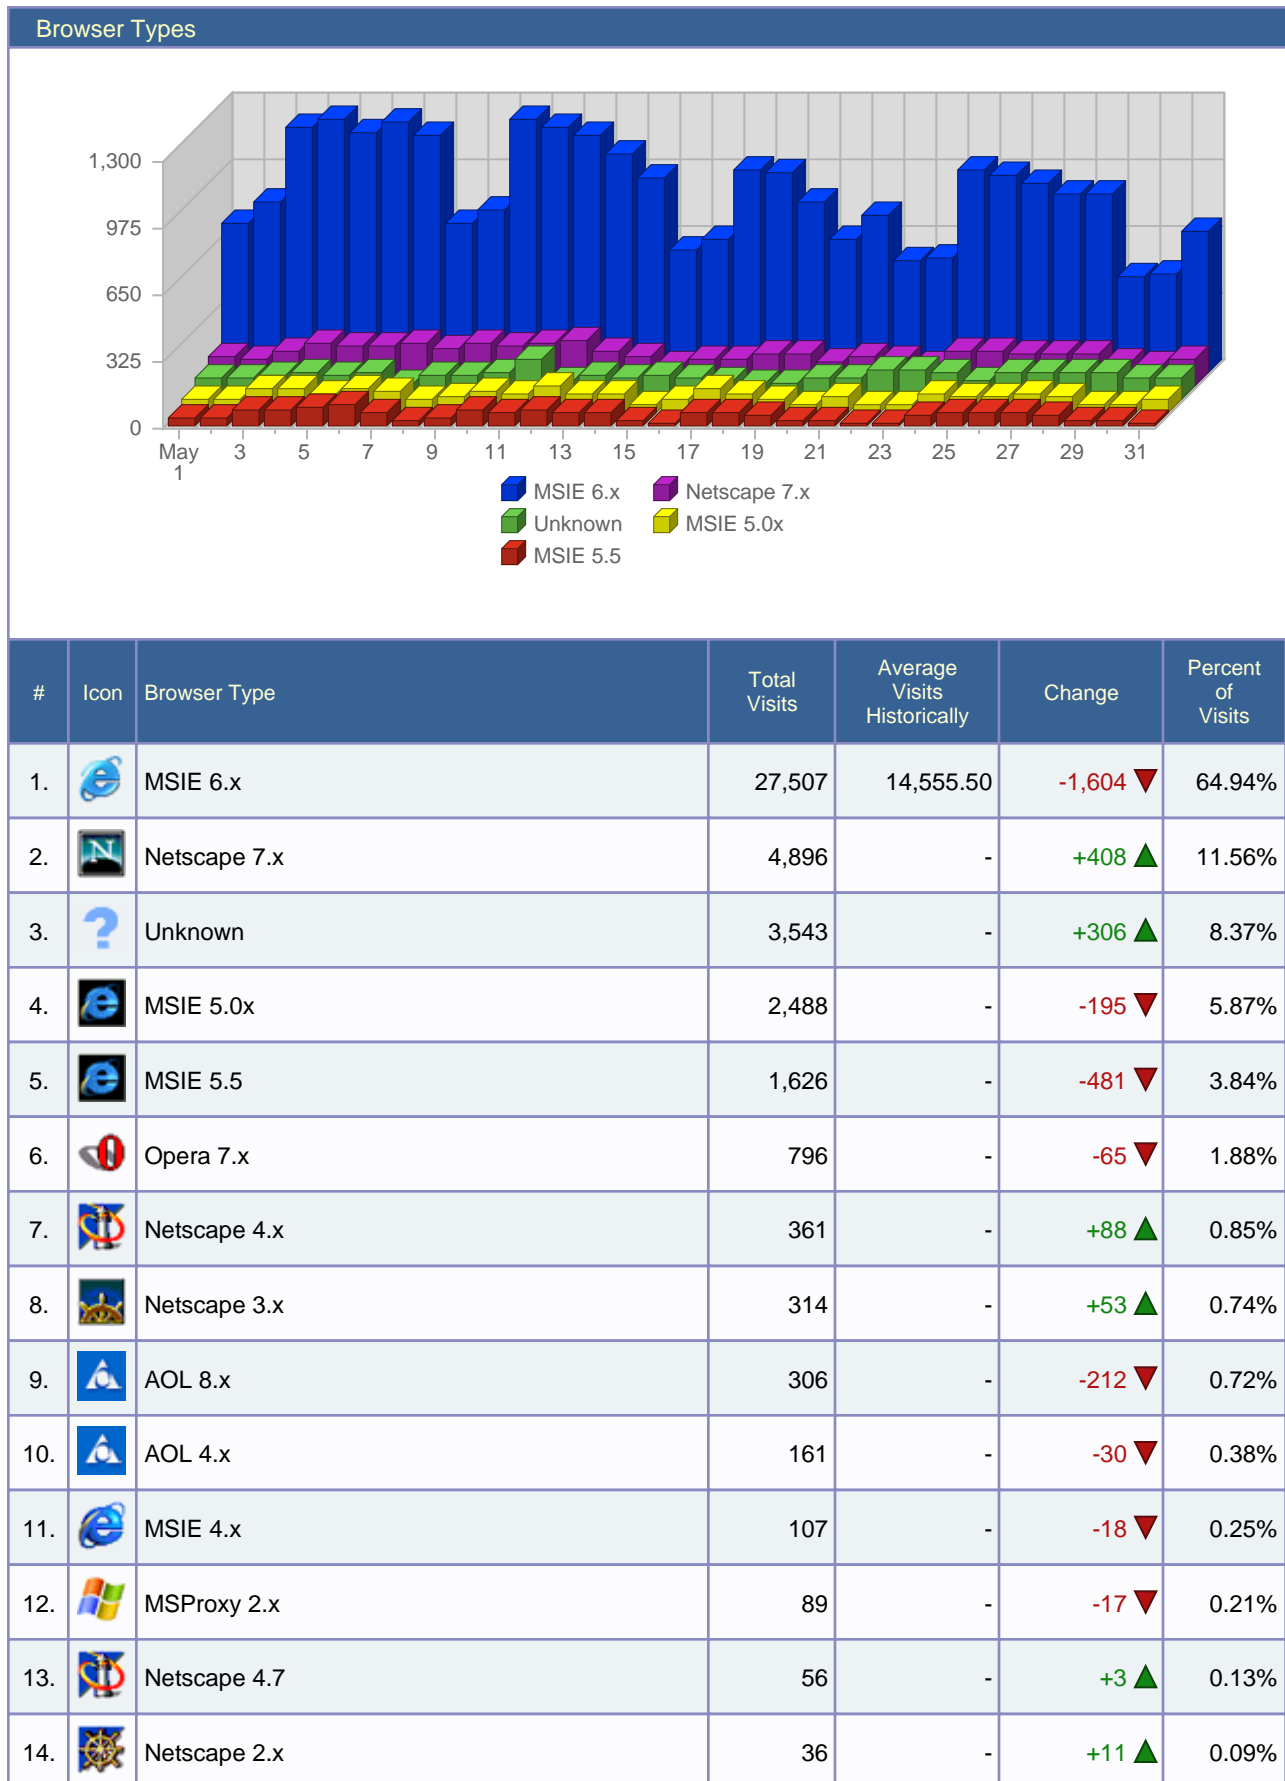 Browser Types
1,300
975
650
325
0
May 1 3 5 7 9 11 13 15 17 19 21 23 25 27 29 31
MSIE 6.x Netscape 7.x
Unknown MSIE 5.0x
MSIE 5.5
# Icon Browser Type Total Visits Average Visits Historically Change Percent of Visits
1. MSIE 6.x 27,507 14,555.50 -1,604 64.94%
2. Netscape 7.x 4,896 - +408 11.56%
3. Unknown 3,543 - +306 8.37%
4. MSIE 5.0x 2,488 - -195 5.87%
5. MSIE 5.5 1,626 - -481 3.84%
6. Opera 7.x 796 - -65 1.88%
7. Netscape 4.x 361 - +88 0.85%
8. Netscape 3.x 314 - +53 0.74%
9. AOL 8.x 306 - -212 0.72%
10. AOL 4.x 161 - -30 0.38%
11. MSIE 4.x 107 - -18 0.25%
12. MSProxy 2.x 89 - -17 0.21%
13. Netscape 4.7 56 - +3 0.13%
14. Netscape 2.x 36 - +11 0.09%